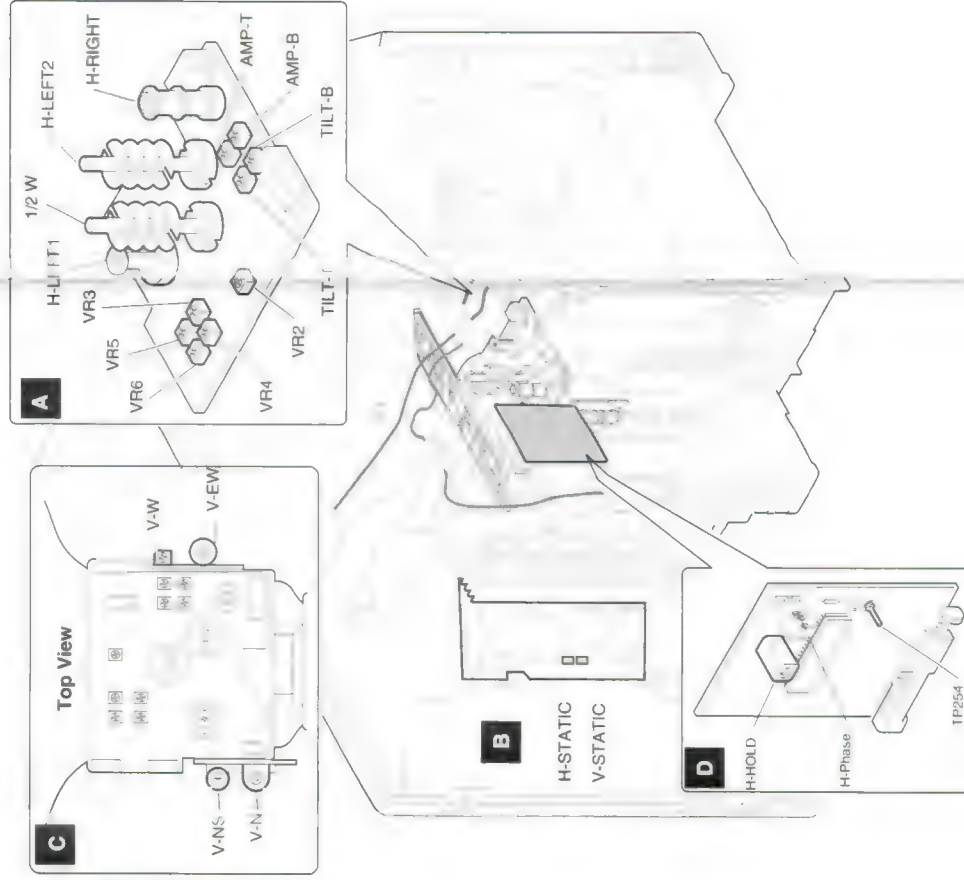 A
H-LEFT2
H-RIGHT
1/2 W
AMP-T
AMP-B
TILT-B
VR3
VR5
VR6
VR4
VR2
C
Top View
V-W
V-EW
V-NS
B
H-STATIC
V-STATIC
D
H-HOLD
H-Phase
TP254